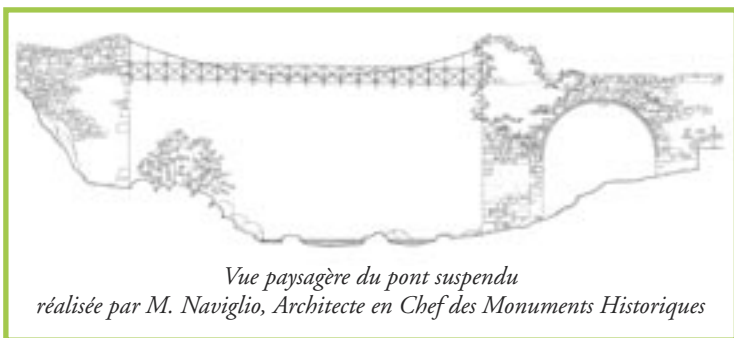 Vue paysagère du pont suspendu
réalisée par M. Naviglio, Architecte en Chef des Monuments Historiques